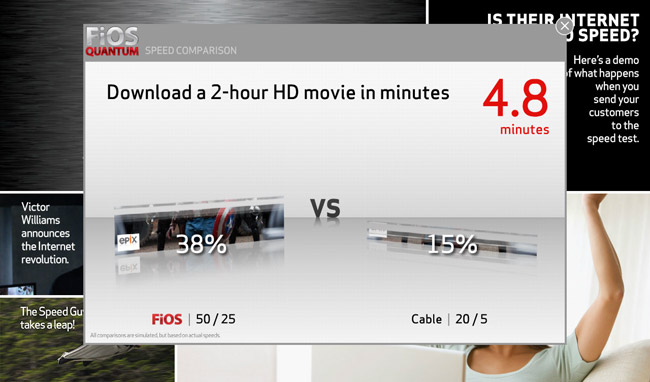 IS THEIR INTERNET
SPEED?
Here's a demo
of what happens
when you
send your
customers
to the
speed test.
FiOS
QUANTUM
SPEED COMPARISON
Download a 2-hour HD movie in minutes
4.8
minutes
VS
epix
38%
15%
FiOS | 50 / 25
Cable | 20 / 5
All comparisons are simulated, but based on actual speeds.
Victor
Williams
announces
the Internet
revolution.
The Speed Gu
takes a leap!